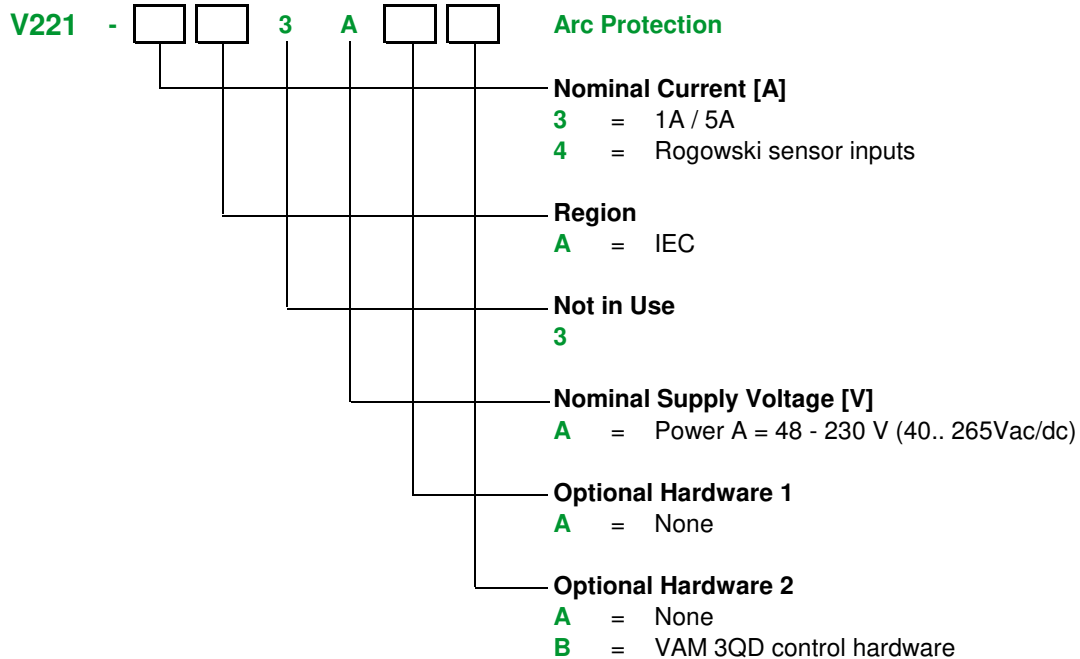 V221 - 3 A Arc Protection
Nominal Current [A]
3 = 1A / 5A
4 = Rogowski sensor inputs
Region
A = IEC
Not in Use
3
Nominal Supply Voltage [V]
A = Power A = 48 - 230 V (40.. 265Vac/dc)
Optional Hardware 1
A = None
Optional Hardware 2
A = None
B = VAM 3QD control hardware